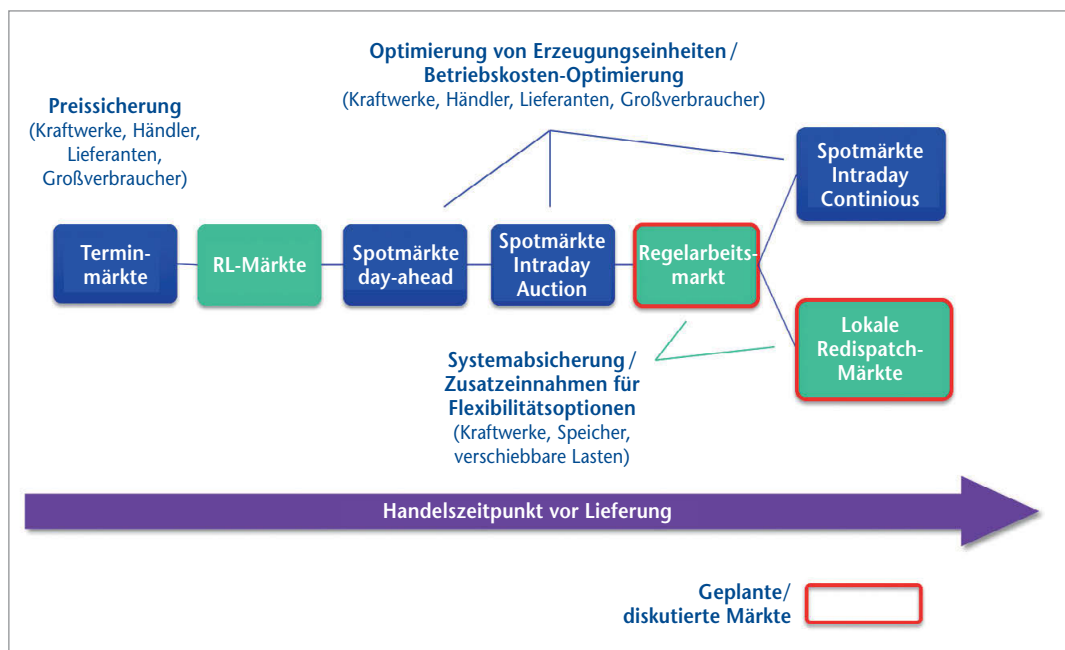 Optimierung von Erzeugungseinheiten /
Betriebskosten-Optimierung
(Kraftwerke, Händler, Lieferanten, Großverbraucher)
Preissicherung
(Kraftwerke, Händler,
Lieferanten,
Großverbraucher)
Spotmärkte
Intraday
Continious
Termin-
märkte
RL-Märkte
Spotmärkte
day-ahead
Spotmärkte
Intraday
Auction
Regelarbeits-
markt
Lokale
Redispatch-
Märkte
Systemabsicherung /
Zusatzeinnahmen für
Flexibilitätsoptionen
(Kraftwerke, Speicher,
verschiebbare Lasten)
Handelszeitpunkt vor Lieferung
Geplante/
diskutierte Märkte